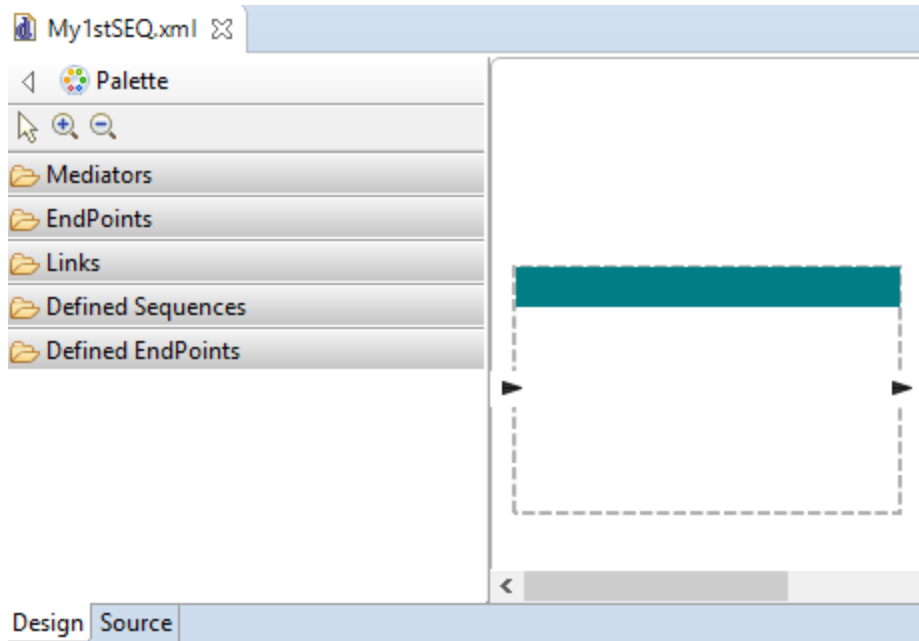 My1stSEQ.xml
Palette
Mediators
EndPoints
Links
Defined Sequences
Defined EndPoints
Design Source